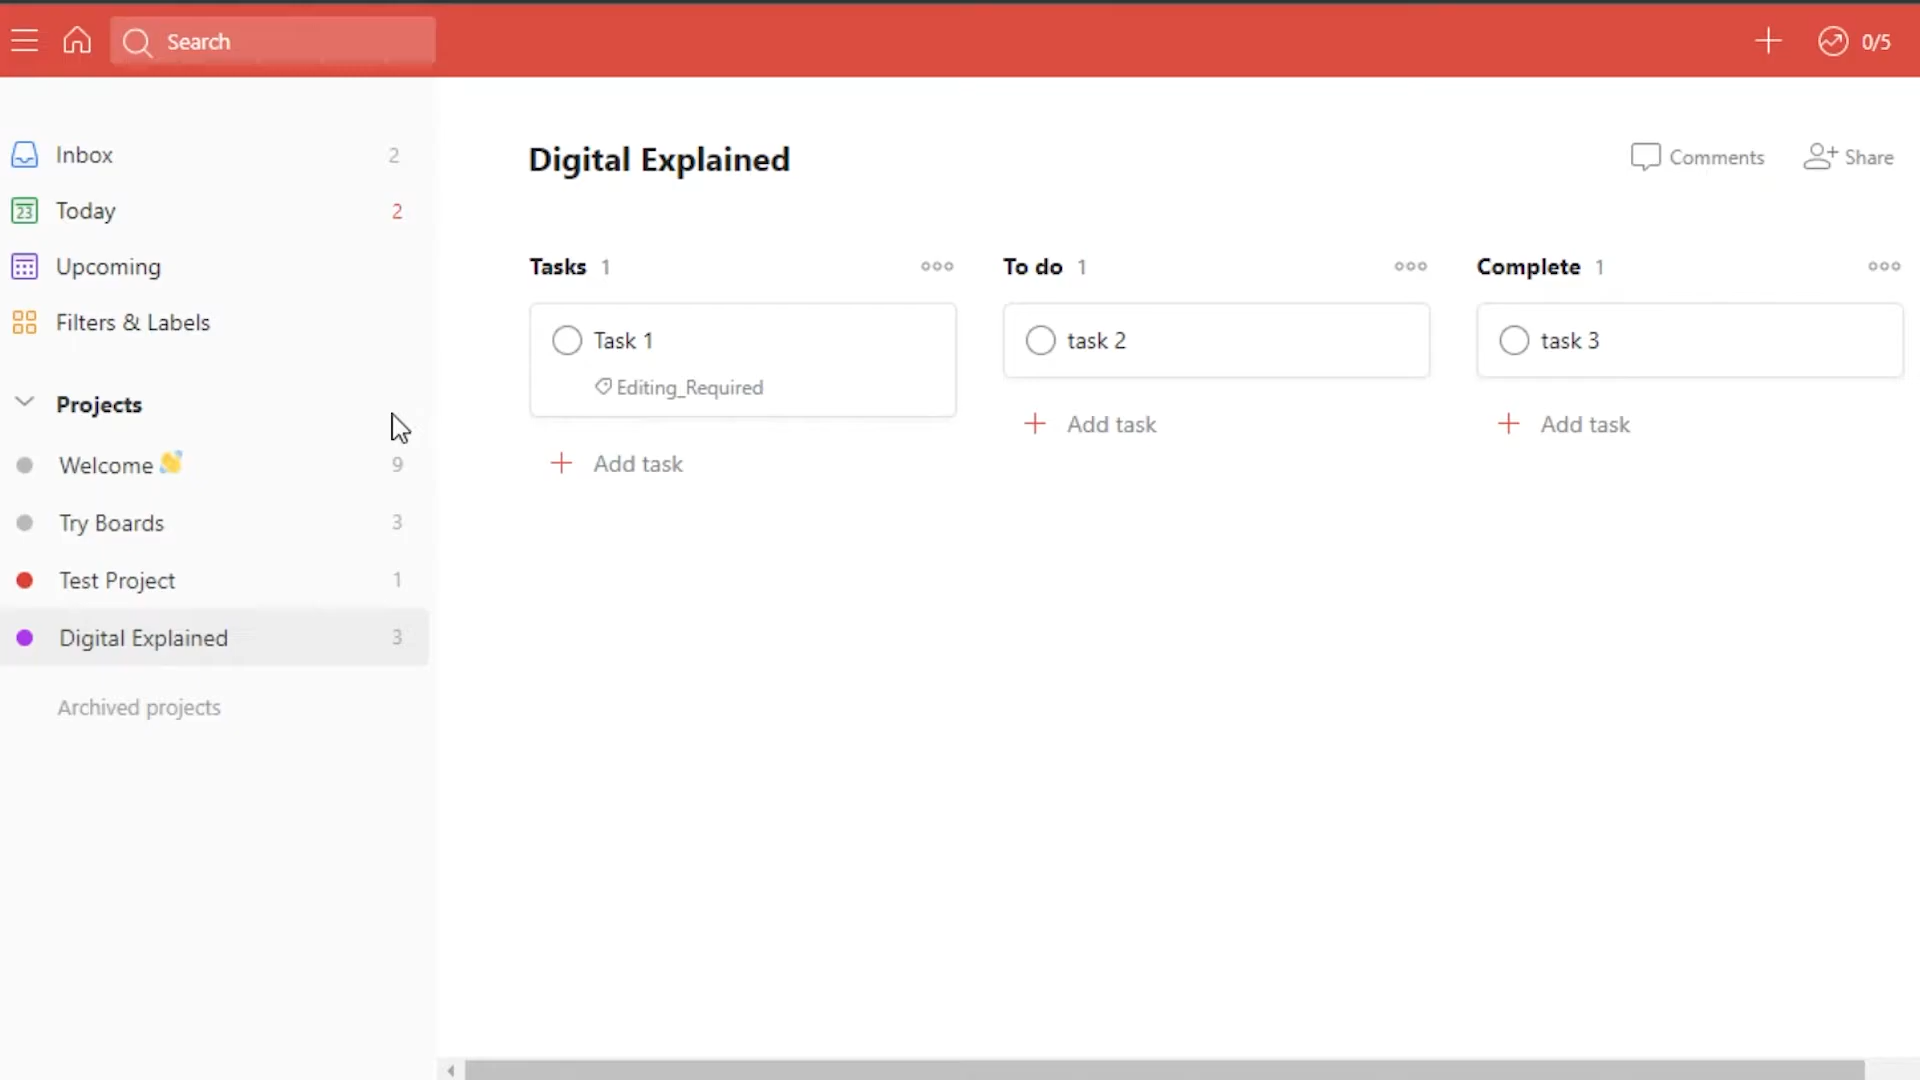 Search
0/5
Inbox 2
23 Today 2
Upcoming
Filters & Labels
Projects
Welcome 👋 9
Try Boards 3
Test Project 1
Digital Explained 3
Archived projects
Digital Explained
Comments
Share
Tasks 1
Task 1
Editing_Required
Add task
To do 1
task 2
Add task
Complete 1
task 3
Add task